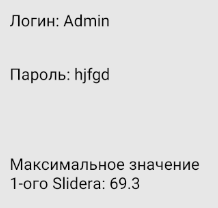 Логин: Admin
Пароль: hjfgd
Максимальное значение
1-ого Slidera: 69.3